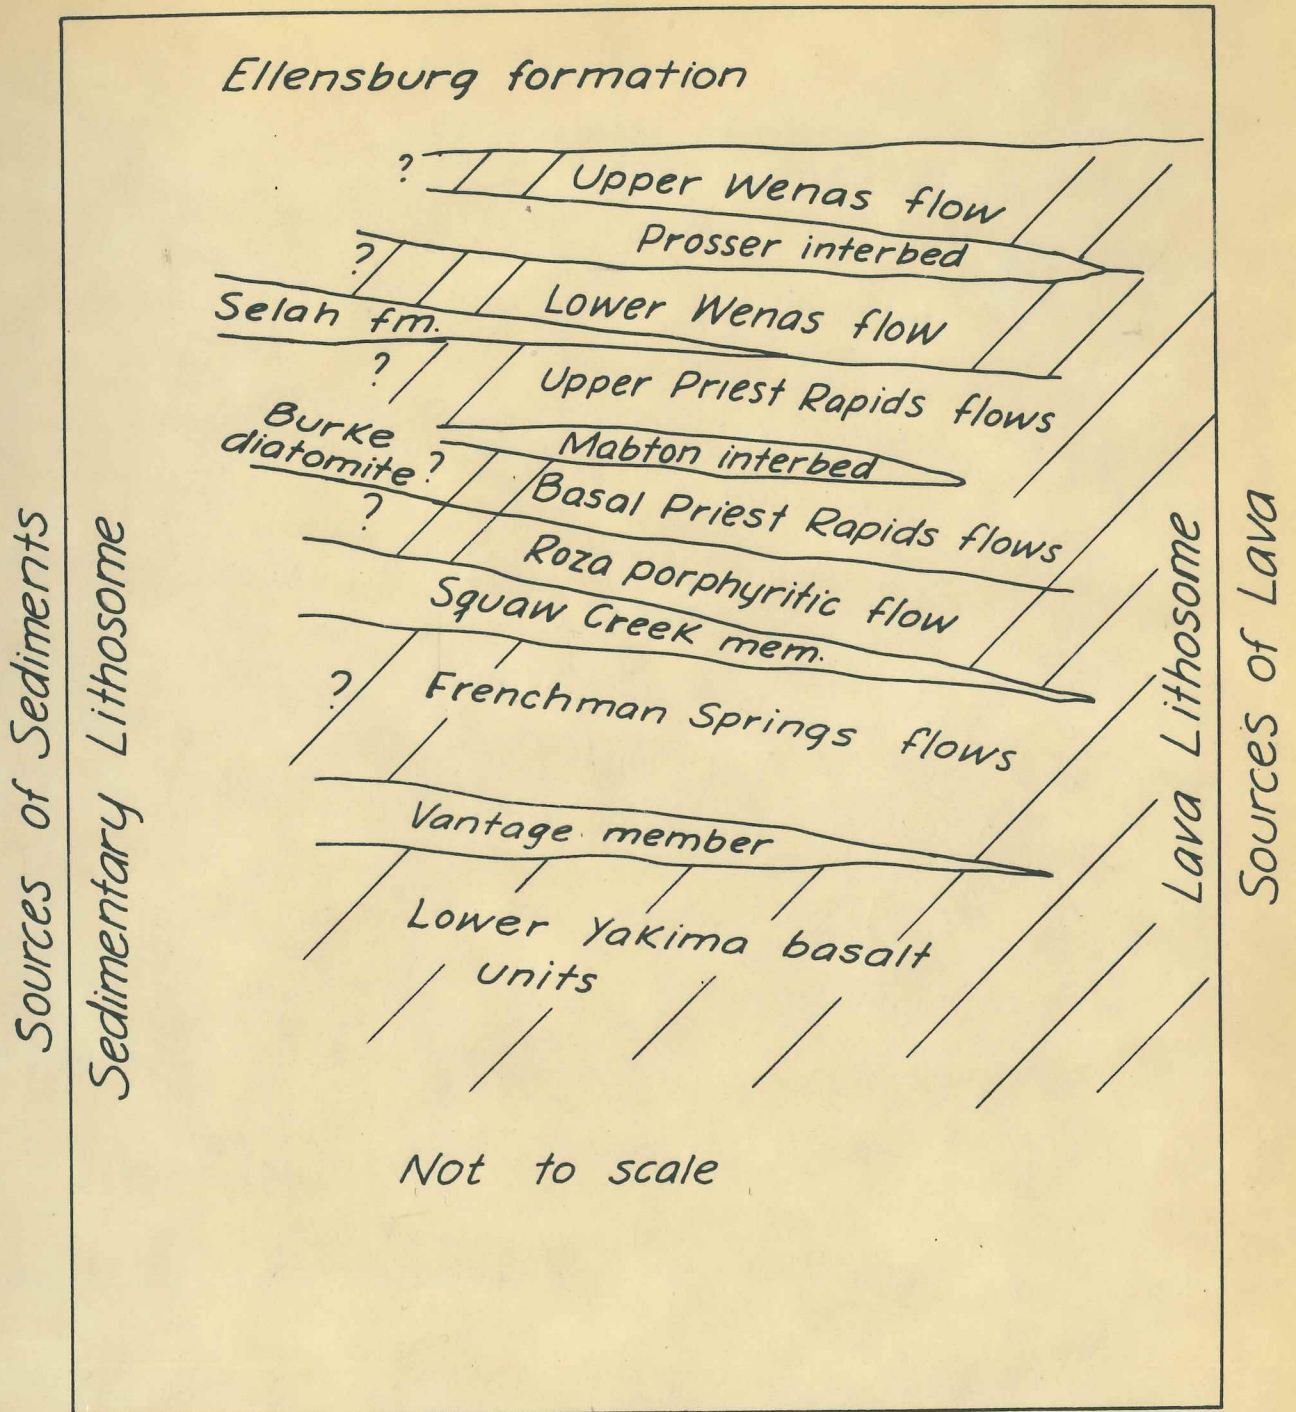 Ellensburg formation
?
Upper Wenas flow
Prosser interbed
?
Lower Wenas flow
Selah fm.
?
Upper Priest Rapids flows
Burke
diatomite
?
Mabton interbed
Basal Priest Rapids flows
?
Roza porphyritic flow
Squaw Creek mem.
?
Frenchman Springs flows
Vantage member
Lower Yakima basalt
units
Not to scale
Sources of Sediments
Sedimentary Lithosome
Lava Lithosome
Sources of Lava